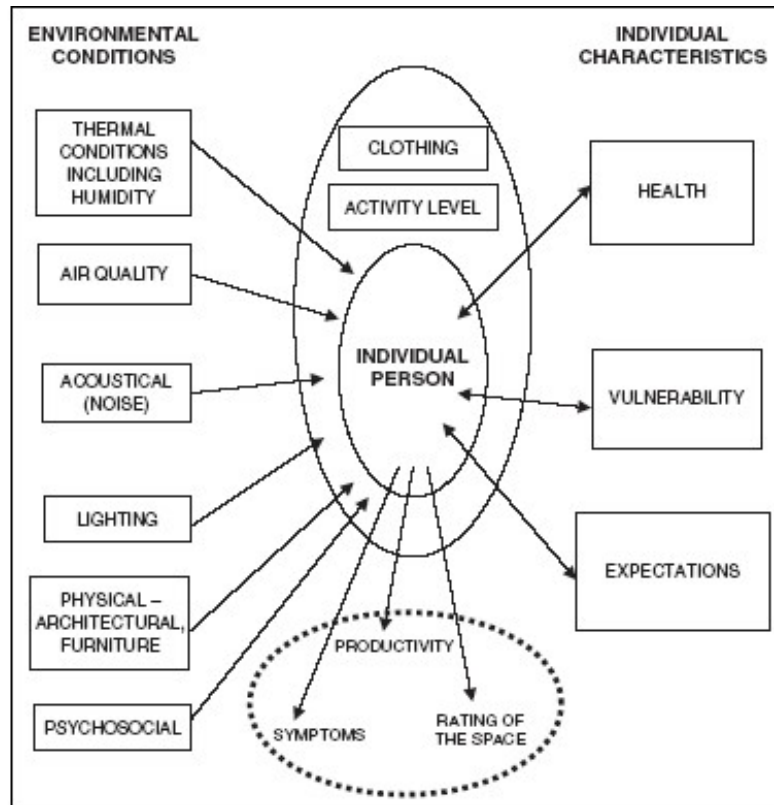 ENVIRONMENTAL
CONDITIONS
THERMAL
CONDITIONS
INCLUDING
HUMIDITY
AIR QUALITY
ACOUSTICAL
(NOISE)
LIGHTING
PHYSICAL –
ARCHITECTURAL,
FURNITURE
PSYCHOSOCIAL
CLOTHING
ACTIVITY LEVEL
INDIVIDUAL
PERSON
PRODUCTIVITY
SYMPTOMS
RATING OF
THE SPACE
INDIVIDUAL
CHARACTERISTICS
HEALTH
VULNERABILITY
EXPECTATIONS